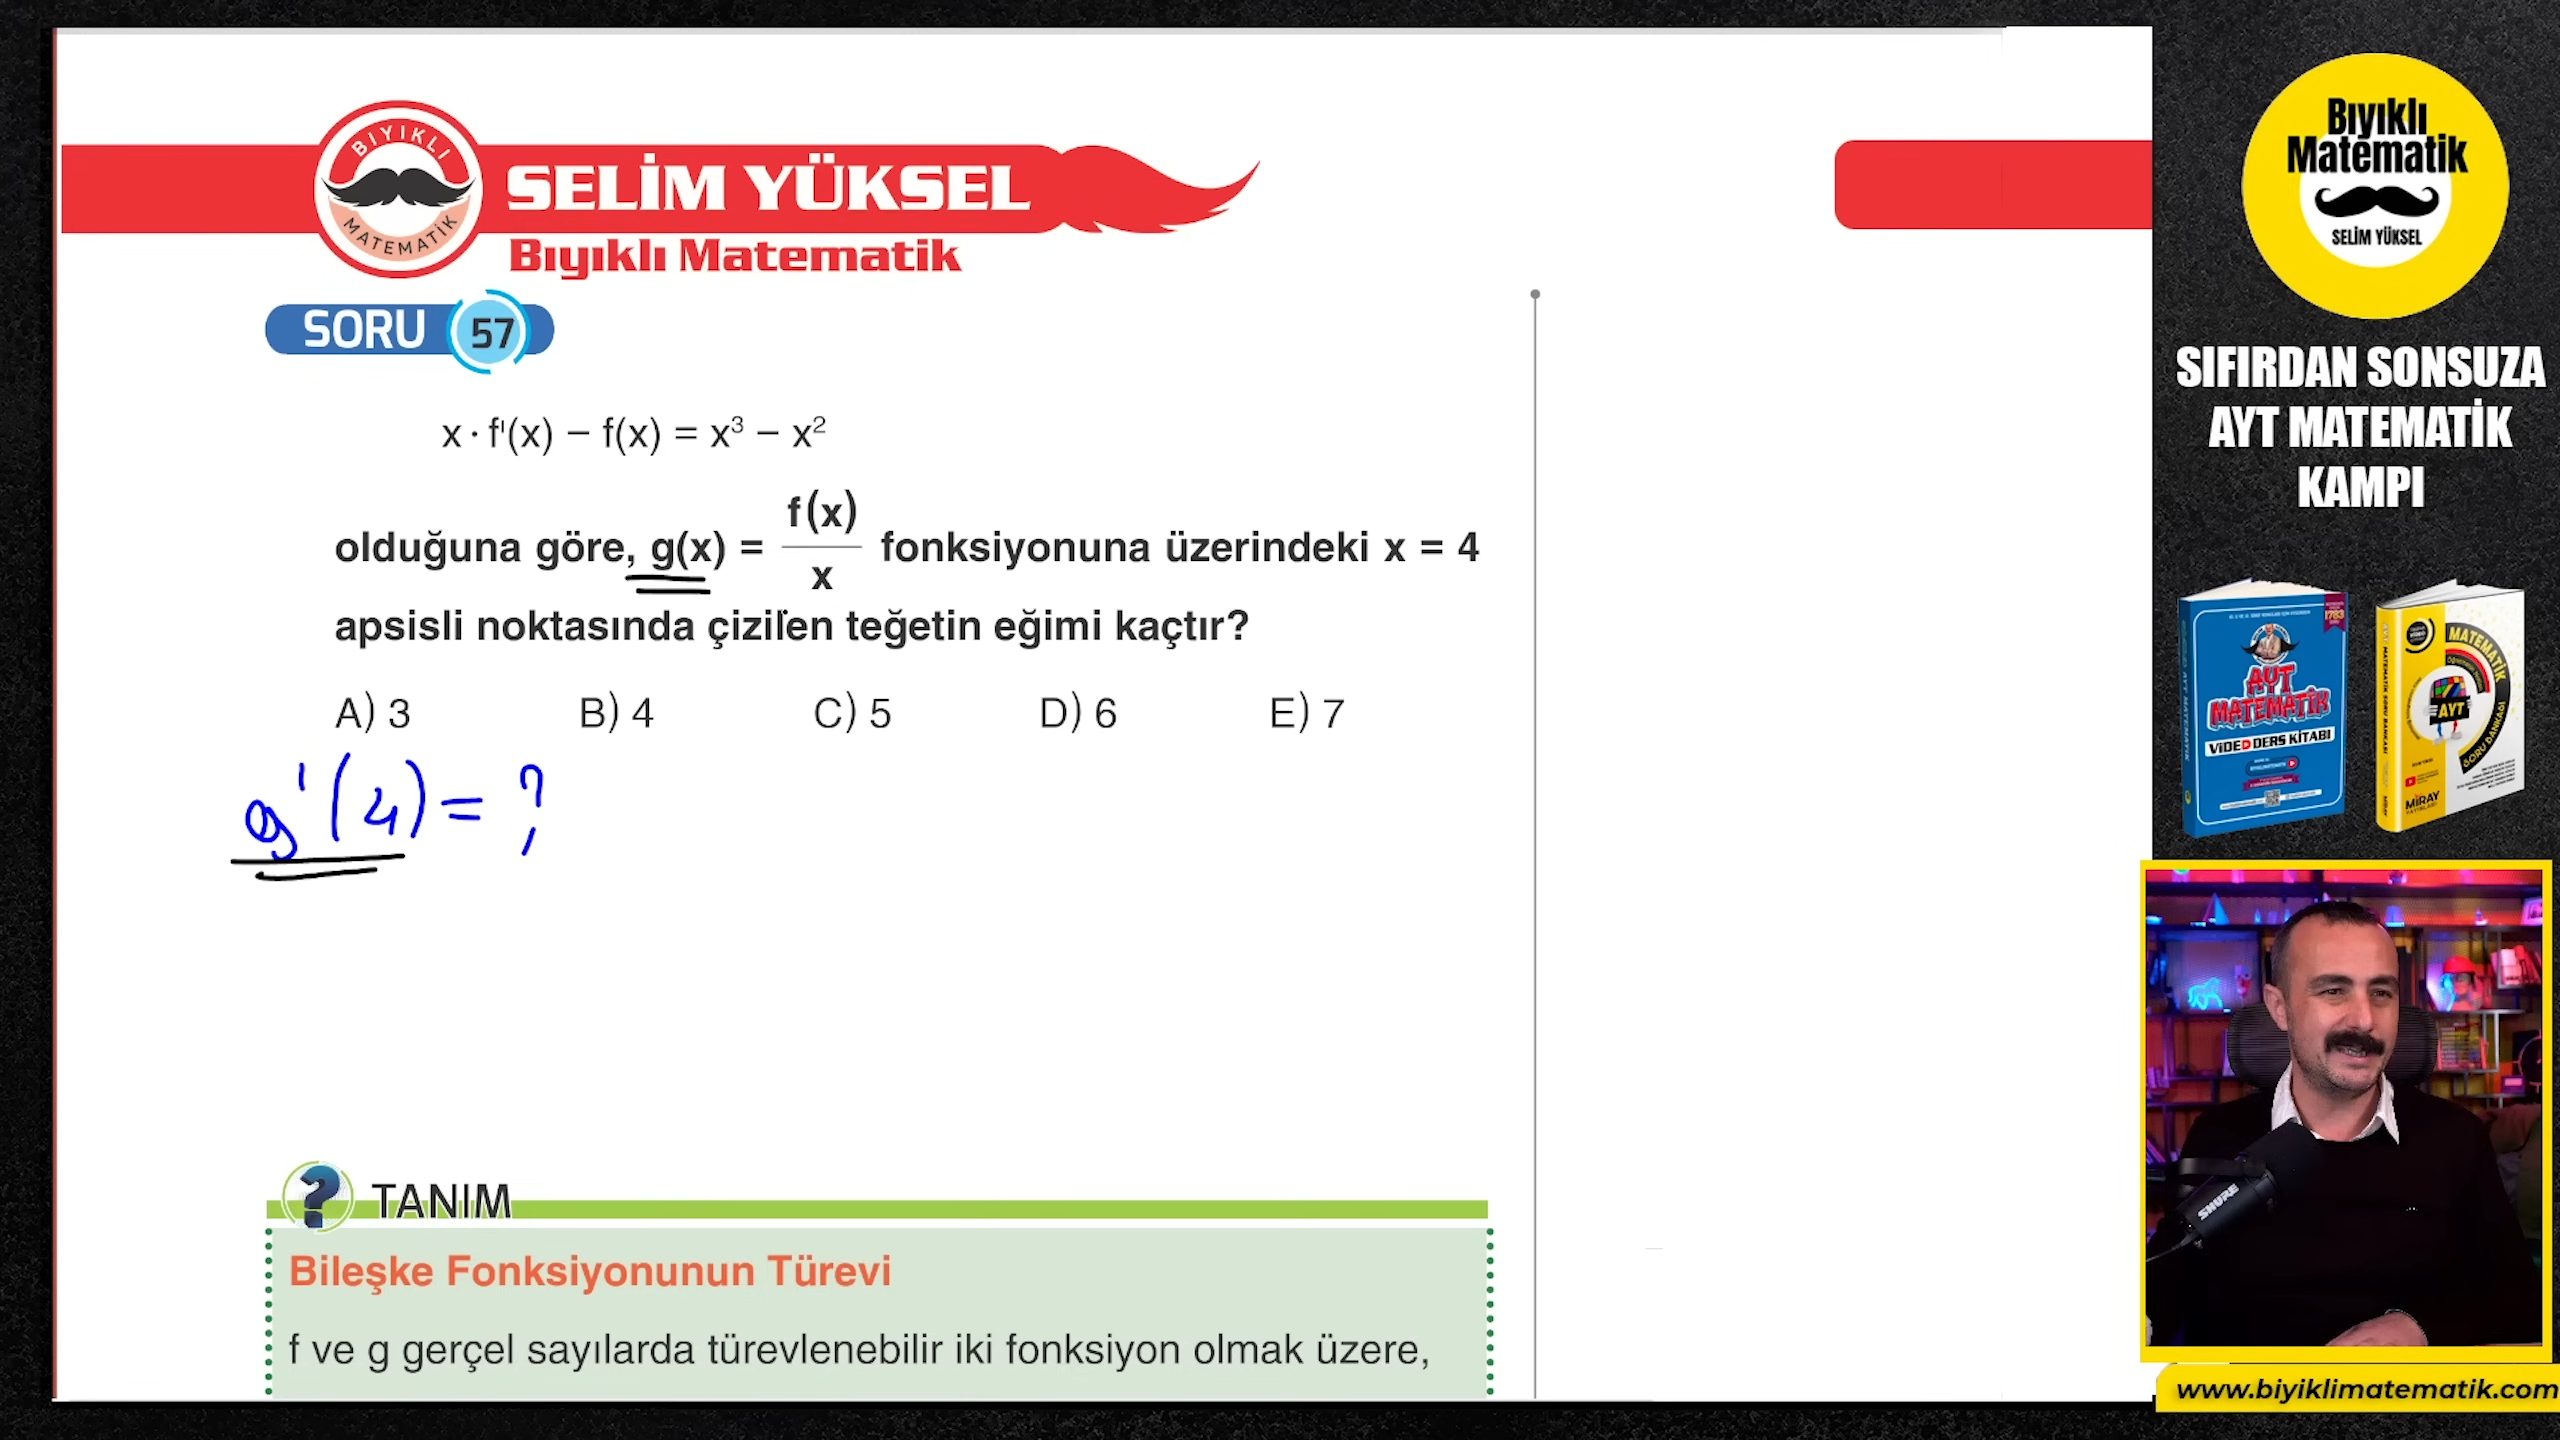 BIYIKLI
MATEMATİK
SELİM YÜKSEL
Bıyıklı Matematik
SORU 57
x · f'(x) – f(x) = x³ – x²
olduğuna göre, g(x) = f(x)/x fonksiyonuna üzerindeki x = 4
apsisli noktasında çizilen teğetin eğimi kaçtır?
A) 3 B) 4 C) 5 D) 6 E) 7
g'(4) = ?
? TANIM
Bileşke Fonksiyonunun Türevi
f ve g gerçel sayılarda türevlenebilir iki fonksiyon olmak üzere,
Bıyıklı
Matematik
SELİM YÜKSEL
SIFIRDAN SONSUZA
AYT MATEMATİK
KAMPI
AYT
MATEMATİK
VİDEO DERS KİTABI
MATEMATİK
AYT
SORU BANKASI
MİRAY
SHURE
www.biyiklimatematik.com